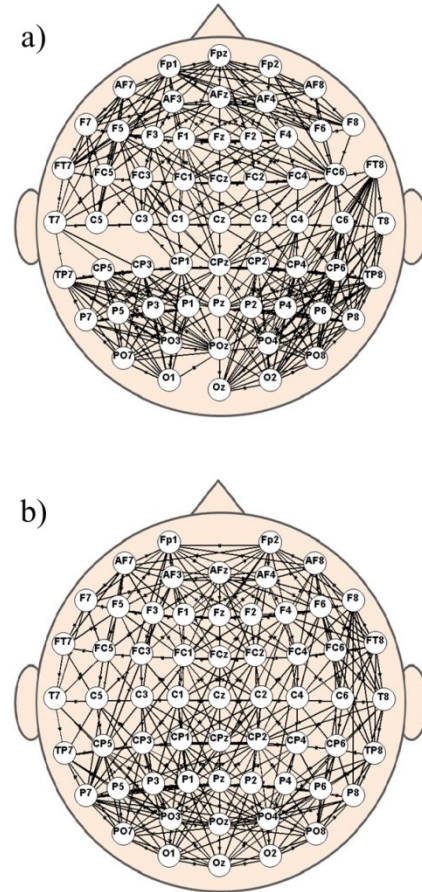 a)
Fp1 Fpz Fp2
AF7 AF3 AFz AF4 AF8
F7 F5 F3 F1 Fz F2 F4 F6 F8
FT7 FC5 FC3 FC1 FCz FC2 FC4 FC6 FT8
T7 C5 C3 C1 Cz C2 C4 C6 T8
TP7 CP5 CP3 CP1 CPz CP2 CP4 CP6 TP8
P7 P5 P3 P1 Pz P2 P4 P6 P8
PO7 PO3 POz PO4 PO8
O1 Oz O2
b)
Fp1 Fp2
AF7 AF3 AFz AF4 AF8
F7 F5 F3 F1 Fz F2 F4 F6 F8
FT7 FC5 FC3 FC1 FCz FC2 FC4 FC6 FT8
T7 C5 C3 C1 Cz C2 C4 C6 T8
TP7 CP5 CP3 CP1 CPz CP2 CP4 CP6 TP8
P7 P5 P3 P1 Pz P2 P4 P6 P8
PO7 PO3 POz PO4 PO8
O1 Oz O2